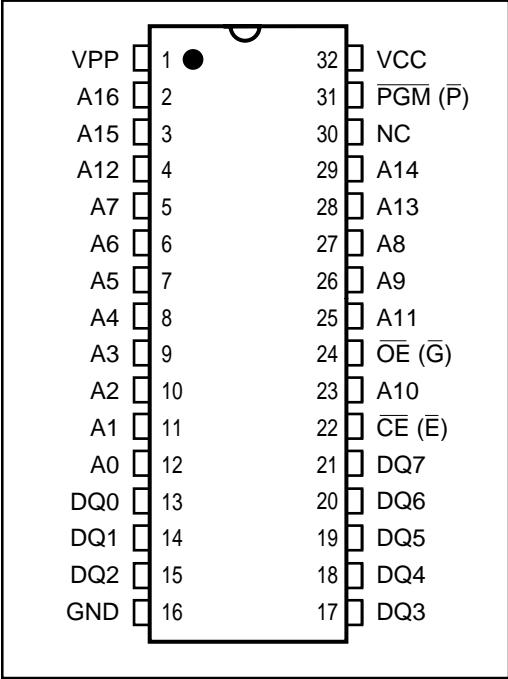 VPP 1 32 VCC
A16 2 31 P̅G̅M̅ (P̅)
A15 3 30 NC
A12 4 29 A14
A7 5 28 A13
A6 6 27 A8
A5 7 26 A9
A4 8 25 A11
A3 9 24 O̅E̅ (G̅)
A2 10 23 A10
A1 11 22 C̅E̅ (E̅)
A0 12 21 DQ7
DQ0 13 20 DQ6
DQ1 14 19 DQ5
DQ2 15 18 DQ4
GND 16 17 DQ3